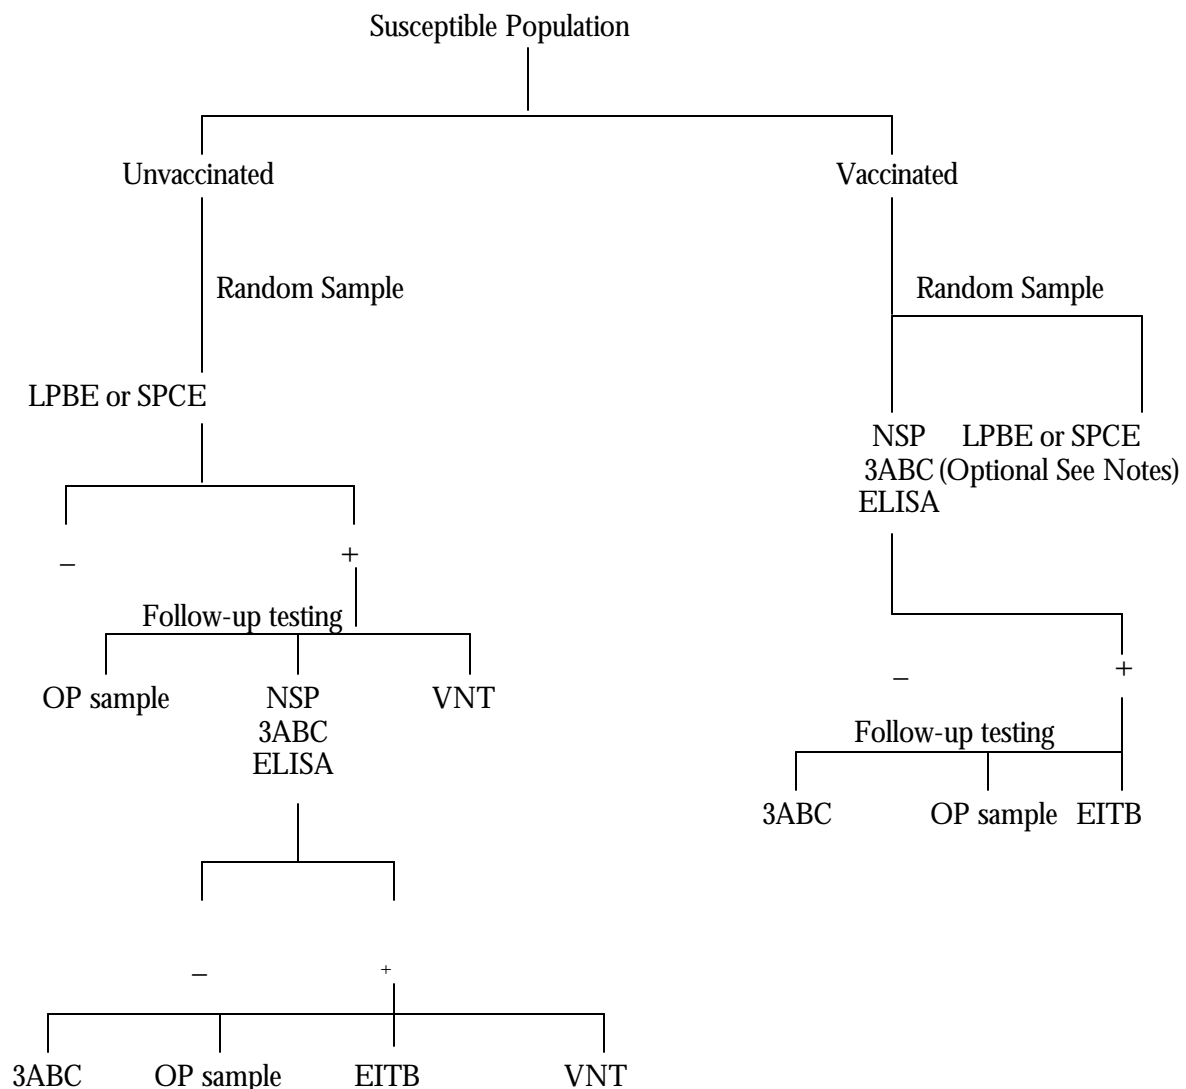 Susceptible Population
Unvaccinated
Vaccinated
Random Sample
Random Sample
LPBE or SPCE
NSP
3ABC
ELISA
LPBE or SPCE
(Optional See Notes)
–
+
Follow-up testing
OP sample
NSP
3ABC
ELISA
VNT
–
+
Follow-up testing
3ABC
OP sample
EITB
–
+
3ABC
OP sample
EITB
VNT